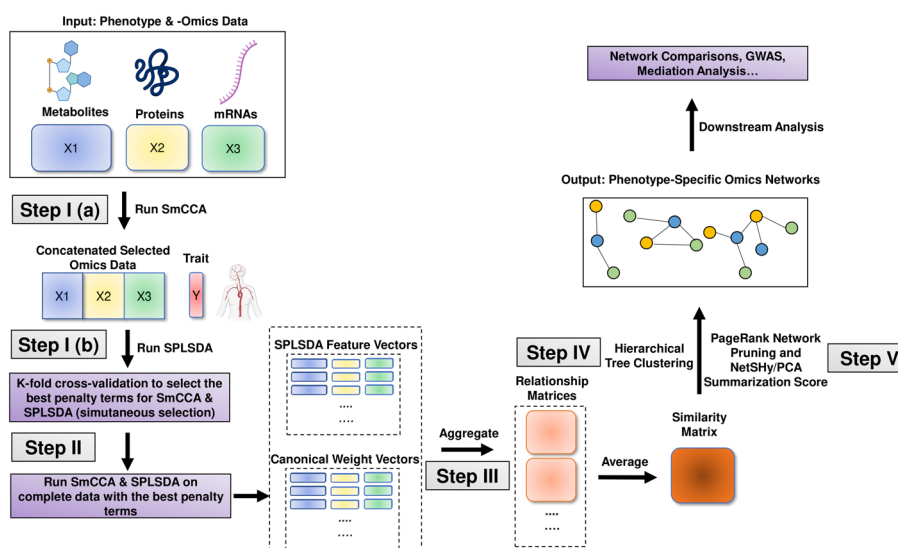 Input: Phenotype & -Omics Data
Metabolites
Proteins
mRNAs
X1
X2
X3
Step I (a)
Run SmCCA
Concatenated Selected
Omics Data
Trait
X1
X2
X3
Y
Step I (b)
Run SPLSDA
K-fold cross-validation to select the
best penalty terms for SmCCA &
SPLSDA (simutaneous selection)
Step II
Run SmCCA & SPLSDA on
complete data with the best penalty
terms
SPLSDA Feature Vectors
....
...
Canonical Weight Vectors
....
....
Aggregate
Step III
Step IV
Hierarchical
Tree Clustering
Relationship
Matrices
....
....
Average
Similarity
Matrix
PageRank Network
Pruning and
NetSHy/PCA
Summarization Score
Step V
Output: Phenotype-Specific Omics Networks
Downstream Analysis
Network Comparisons, GWAS,
Mediation Analysis…